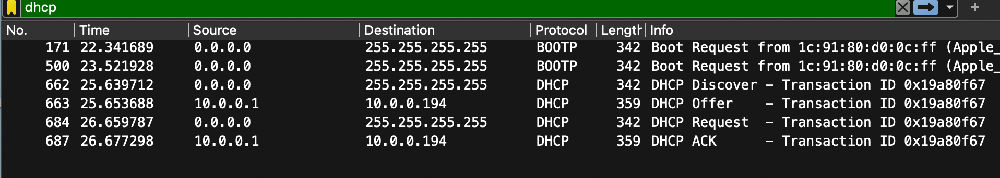 dhcp
No. Time Source Destination Protocol Length Info
171 22.341689 0.0.0.0 255.255.255.255 BOOTP 342 Boot Request from 1c:91:80:d0:0c:ff (Apple_
500 23.521928 0.0.0.0 255.255.255.255 BOOTP 342 Boot Request from 1c:91:80:d0:0c:ff (Apple_
662 25.639712 0.0.0.0 255.255.255.255 DHCP 342 DHCP Discover – Transaction ID 0x19a80f67
663 25.653688 10.0.0.1 10.0.0.194 DHCP 359 DHCP Offer – Transaction ID 0x19a80f67
684 26.659787 0.0.0.0 255.255.255.255 DHCP 342 DHCP Request – Transaction ID 0x19a80f67
687 26.677298 10.0.0.1 10.0.0.194 DHCP 359 DHCP ACK – Transaction ID 0x19a80f67